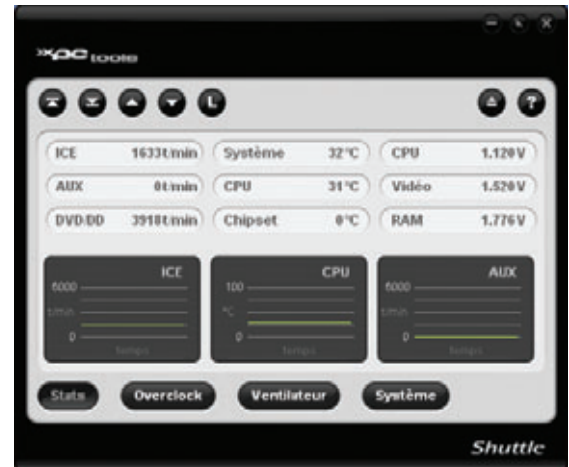 XPC tools
L ?
ICE 1633t/min Système 32°C CPU 1.120V
AUX 0t/min CPU 31°C Vidéo 1.520V
DVD/DD 3918t/min Chipset 0°C RAM 1.776V
ICE CPU AUX
6000 100 6000
t/min °C t/min
0 0 0
temps temps temps
Stats Overclock Ventilateur Système
Shuttle